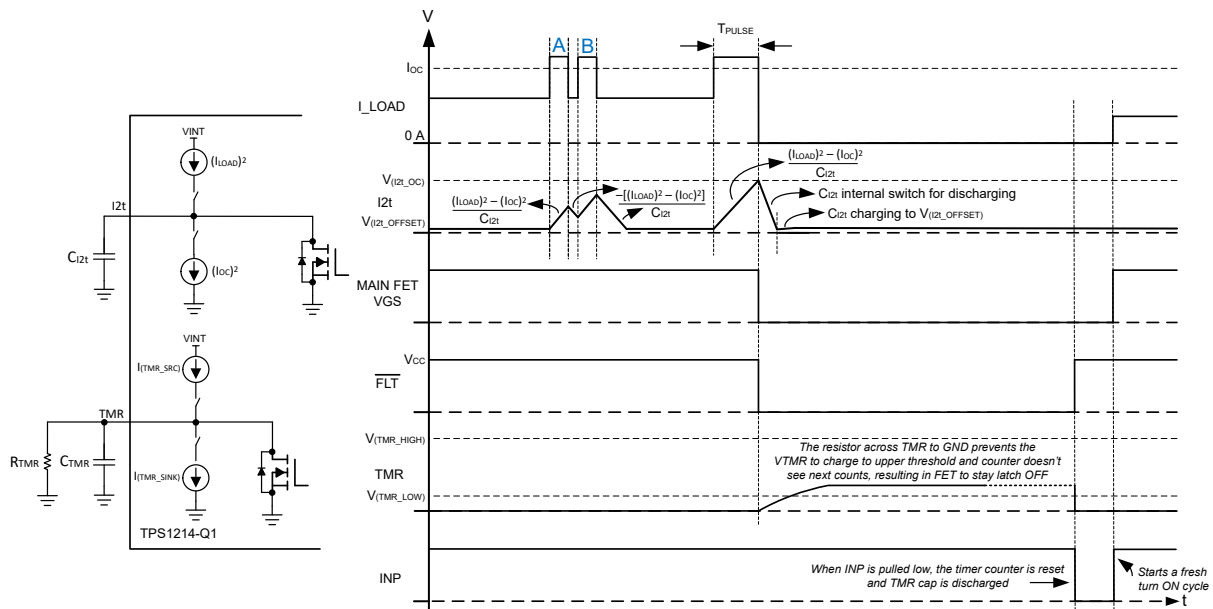 VINT
(ILOAD)²
I2t
CI2t
(IOC)²
VINT
I(TMR_SRC)
TMR
RTMR
CTMR
I(TMR_SINK)
TPS1214-Q1
V
A
B
TPULSE
IOC
I_LOAD
0 A
V(I2t_OC)
I2t
V(I2t_OFFSET)
(ILOAD)² – (IOC)²
CI2t
–[(ILOAD)² – (IOC)²]
CI2t
(ILOAD)² – (IOC)²
CI2t
CI2t internal switch for discharging
CI2t charging to V(I2t_OFFSET)
MAIN FET
VGS
VCC
FLT
V(TMR_HIGH)
TMR
V(TMR_LOW)
The resistor across TMR to GND prevents the
VTMR to charge to upper threshold and counter doesn't
see next counts, resulting in FET to stay latch OFF
INP
When INP is pulled low, the timer counter is reset
and TMR cap is discharged
Starts a fresh
turn ON cycle
t